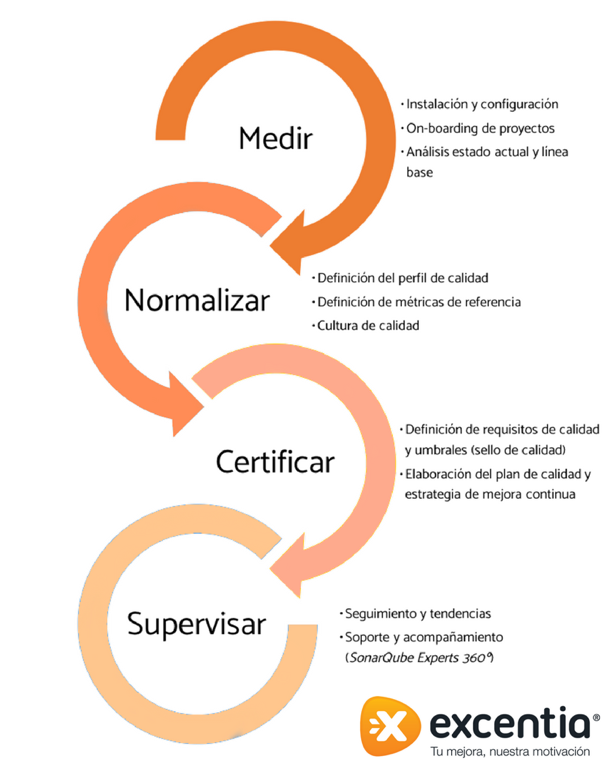 Medir
· Instalación y configuración
· On-boarding de proyectos
· Análisis estado actual y linea
base
Normalizar
· Definición del perfil de calidad
· Definición de métricas de referencia
· Cultura de calidad
Certificar
· Definición de requisitos de calidad
y umbrales (sello de calidad)
· Elaboración del plan de calidad y
estrategia de mejora continua
Supervisar
· Seguimiento y tendencias
· Soporte y acompañamiento
(SonarQube Experts 360º)
excentia®
Tu mejora, nuestra motivación